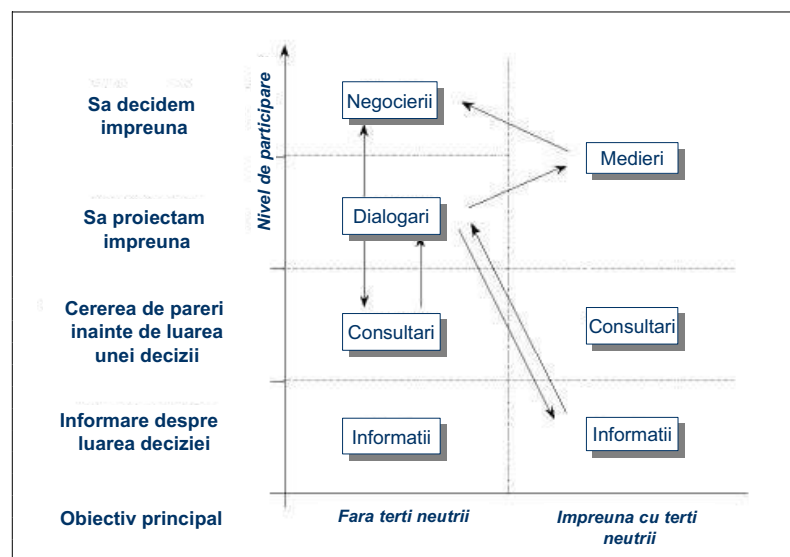 Nivel de participare
Sa decidem
impreuna
Negocierii
Medieri
Sa proiectam
impreuna
Dialogari
Cererea de pareri
inainte de luarea
unei decizii
Consultari
Consultari
Informare despre
luarea deciziei
Informatii
Informatii
Obiectiv principal
Fara terti neutrii
Impreuna cu terti
neutrii